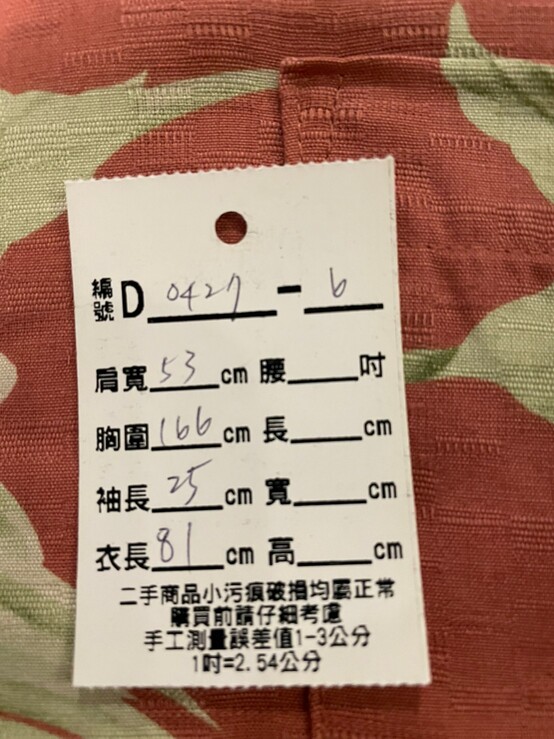 編號 D 0427 - 6
肩寬 53 cm 腰 吋
胸圍 166 cm 長 cm
袖長 25 cm 寬 cm
衣長 81 cm 高 cm
二手商品小污痕破損均屬正常
購買前請仔細考慮
手工測量誤差值1-3公分
1吋=2.54公分